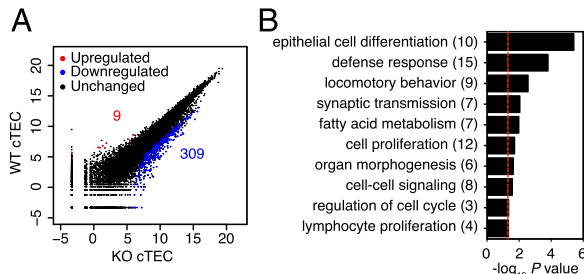 A
Upregulated
Downregulated
Unchanged
9
309
WT cTEC
20
15
10
5
0
−5
−5 0 5 10 15 20
KO cTEC
B
epithelial cell differentiation (10)
defense response (15)
locomotory behavior (9)
synaptic transmission (7)
fatty acid metabolism (7)
cell proliferation (12)
organ morphogenesis (6)
cell-cell signaling (8)
regulation of cell cycle (3)
lymphocyte proliferation (4)
0 2 4 6
-log10 P value